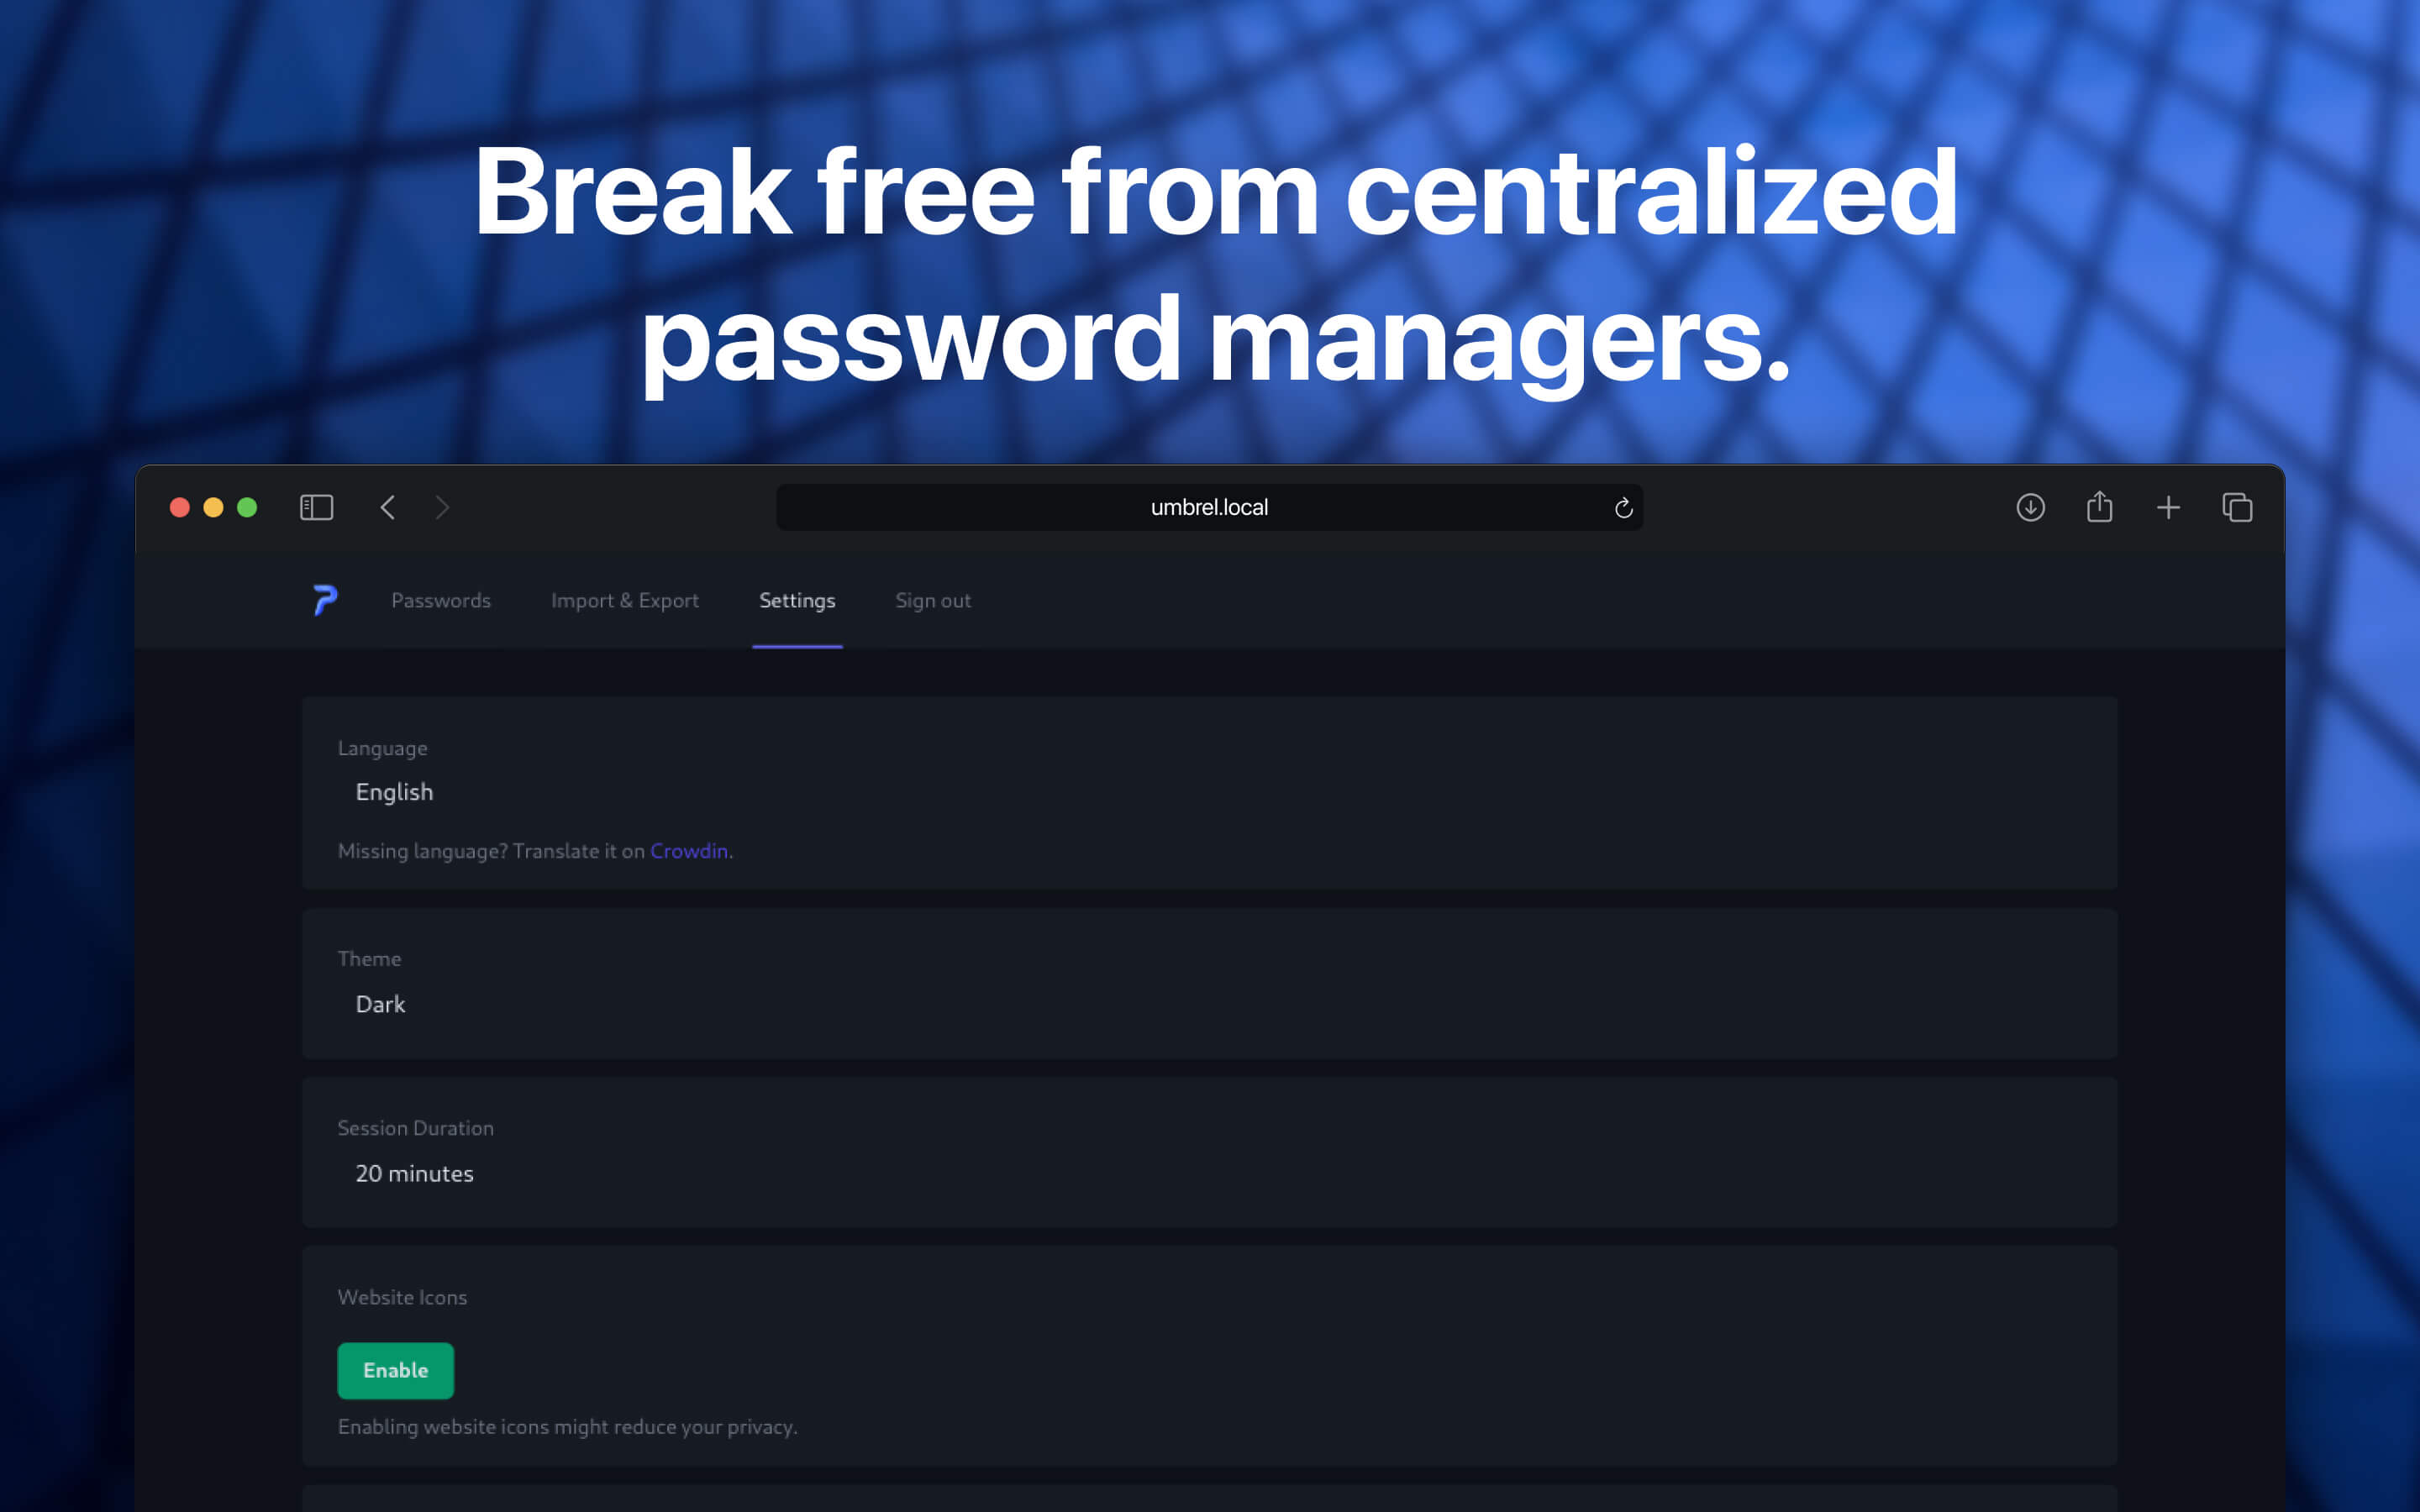 Break free from centralized
password managers.
umbrel.local
Passwords Import & Export Settings Sign out
Language
English
Missing language? Translate it on Crowdin.
Theme
Dark
Session Duration
20 minutes
Website Icons
Enable
Enabling website icons might reduce your privacy.